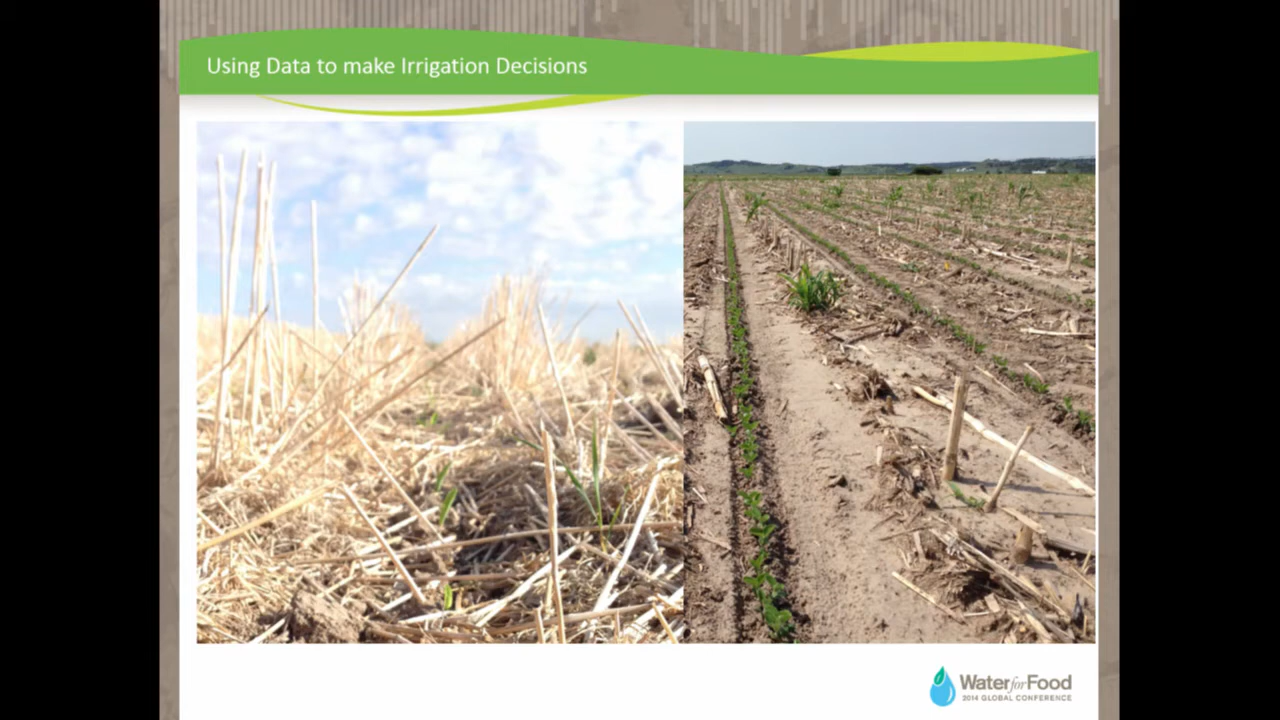 Using Data to make Irrigation Decisions
Water for Food
2014 GLOBAL CONFERENCE